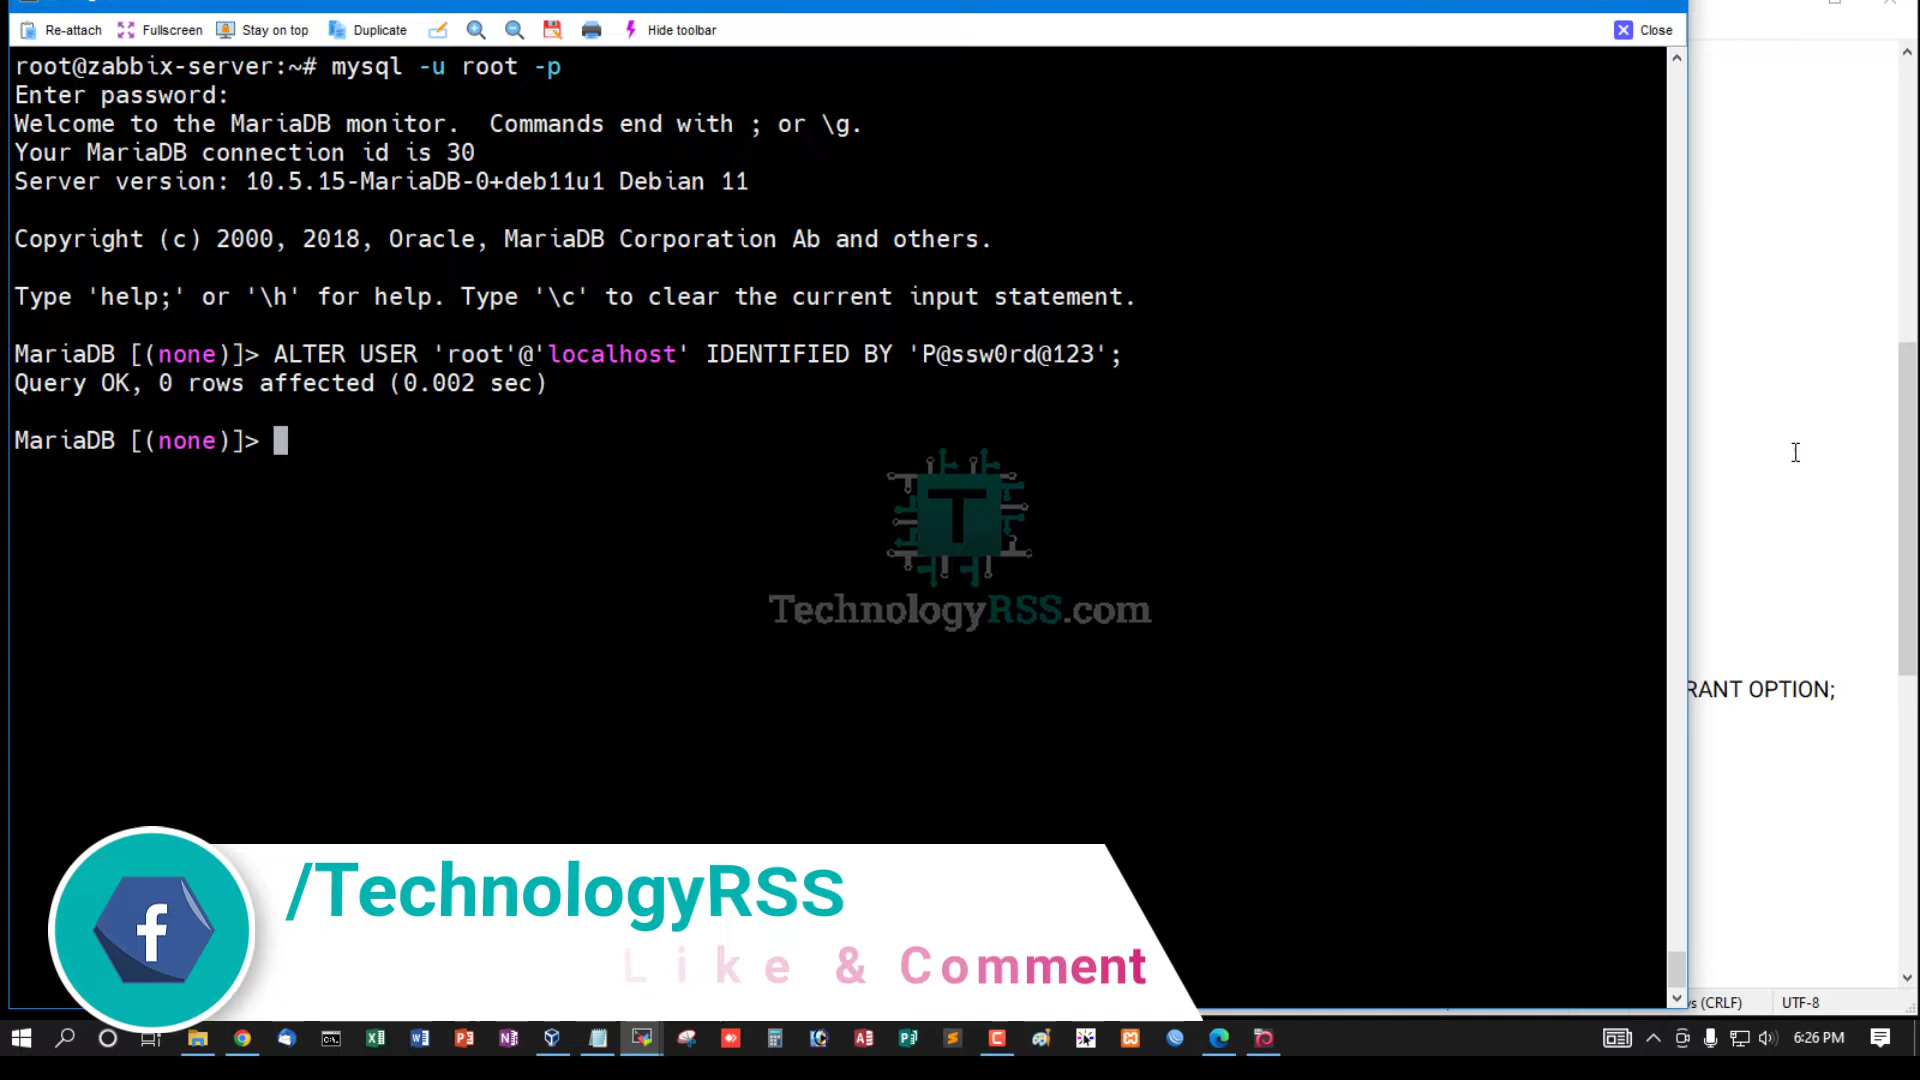 Re-attach Fullscreen Stay on top Duplicate Hide toolbar Close
root@zabbix-server:~# mysql -u root -p
Enter password:
Welcome to the MariaDB monitor.  Commands end with ; or \g.
Your MariaDB connection id is 30
Server version: 10.5.15-MariaDB-0+deb11u1 Debian 11
Copyright (c) 2000, 2018, Oracle, MariaDB Corporation Ab and others.
Type 'help;' or '\h' for help. Type '\c' to clear the current input statement.
MariaDB [(none)]> ALTER USER 'root'@'localhost' IDENTIFIED BY 'P@ssw0rd@123';
Query OK, 0 rows affected (0.002 sec)
MariaDB [(none)]>
T
TechnologyRSS.com
RANT OPTION;
/TechnologyRSS
Like & Comment
s (CRLF) UTF-8
6:26 PM